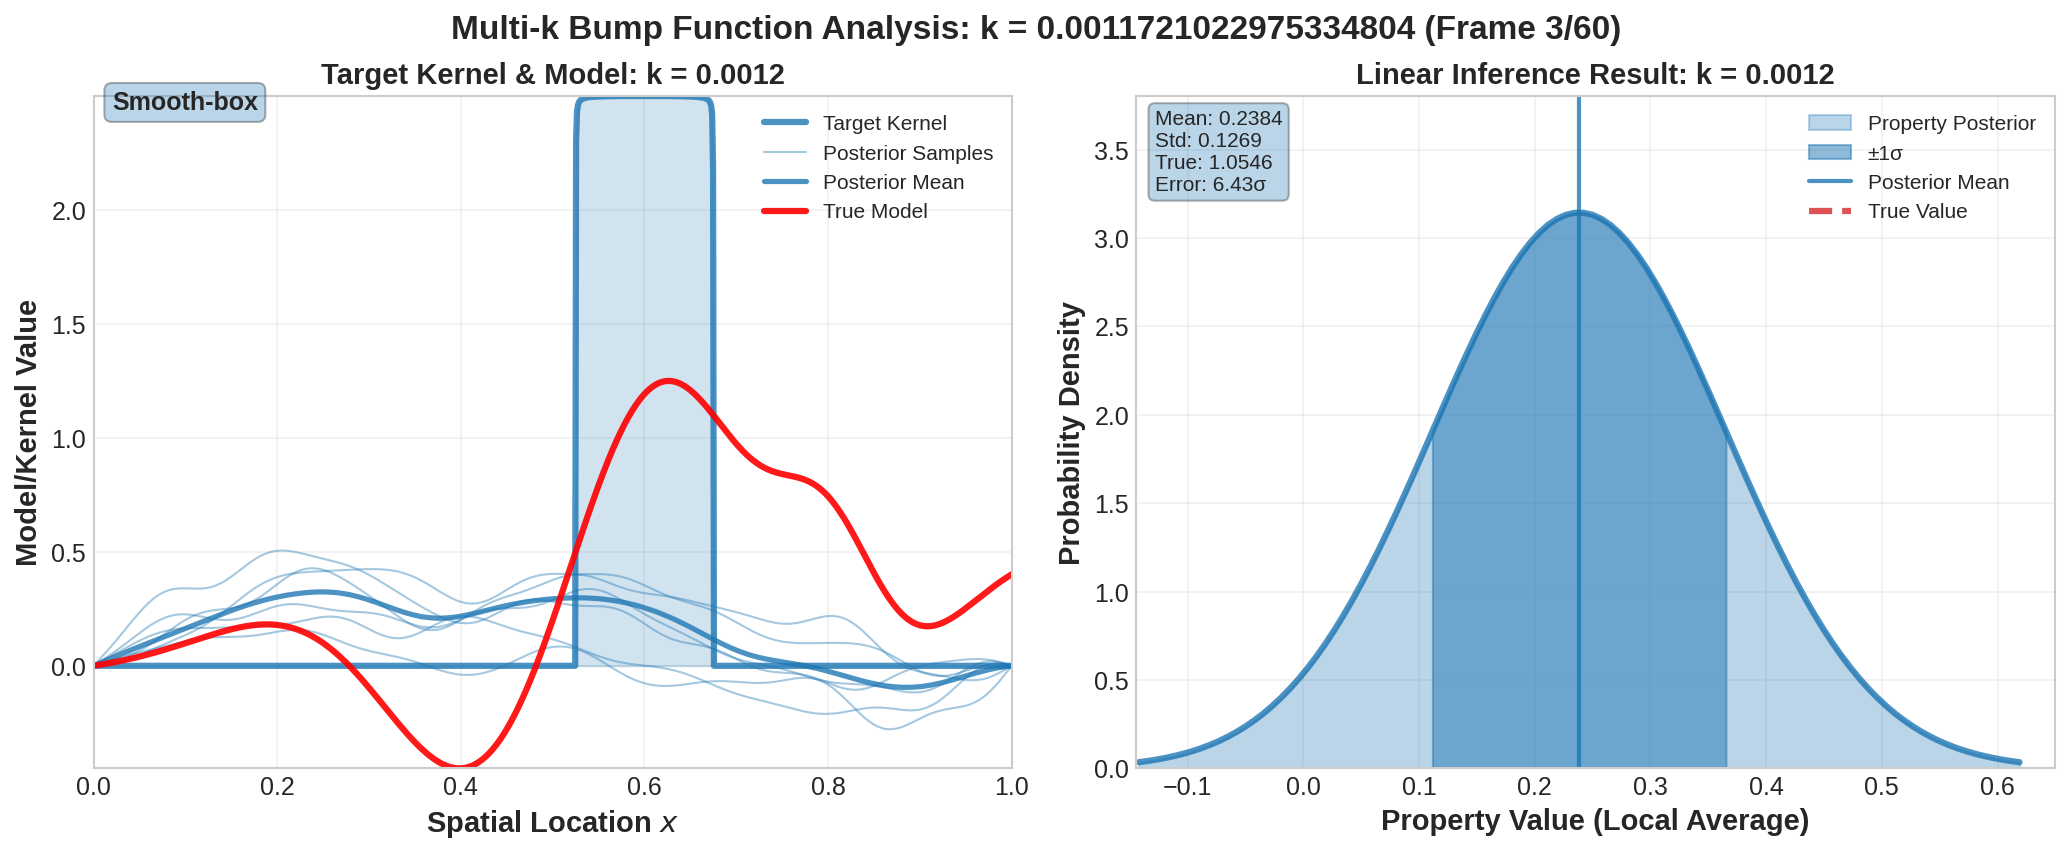 Multi-k Bump Function Analysis: k = 0.0011721022975334804 (Frame 3/60)
Target Kernel & Model: k = 0.0012
Smooth-box
Target Kernel
Posterior Samples
Posterior Mean
True Model
Model/Kernel Value
2.0
1.5
1.0
0.5
0.0
0.0 0.2 0.4 0.6 0.8 1.0
Spatial Location x
Linear Inference Result: k = 0.0012
Mean: 0.2384
Std: 0.1269
True: 1.0546
Error: 6.43σ
Property Posterior
±1σ
Posterior Mean
True Value
Probability Density
3.5
3.0
2.5
2.0
1.5
1.0
0.5
0.0
−0.1 0.0 0.1 0.2 0.3 0.4 0.5 0.6
Property Value (Local Average)